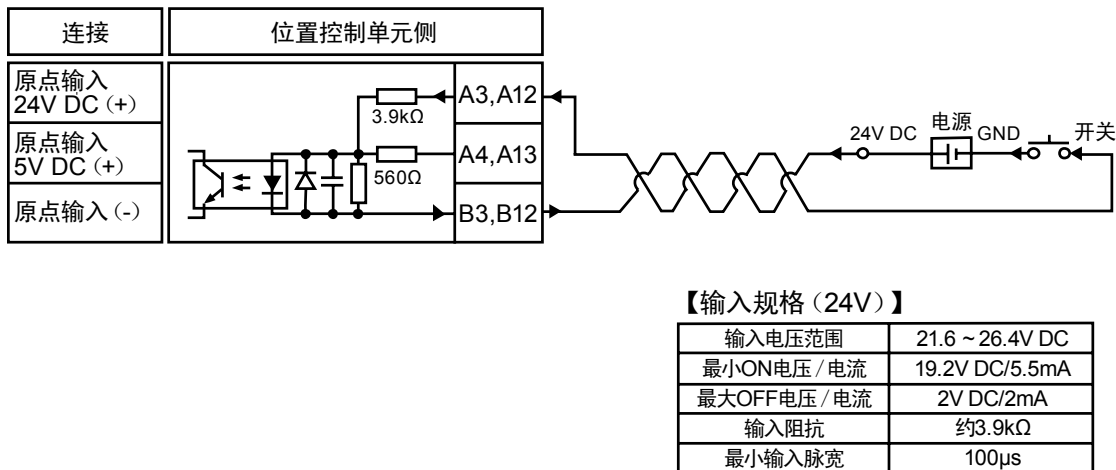 连接
位置控制单元侧
原点输入
24V DC (+)
原点输入
5V DC (+)
原点输入 (-)
3.9kΩ
560Ω
A3,A12
A4,A13
B3,B12
24V DC
电源
GND
开关
【输入规格（24V）】
输入电压范围 21.6 ~ 26.4V DC
最小ON电压 / 电流 19.2V DC/5.5mA
最大OFF电压 / 电流 2V DC/2mA
输入阻抗 约3.9kΩ
最小输入脉宽 100μs